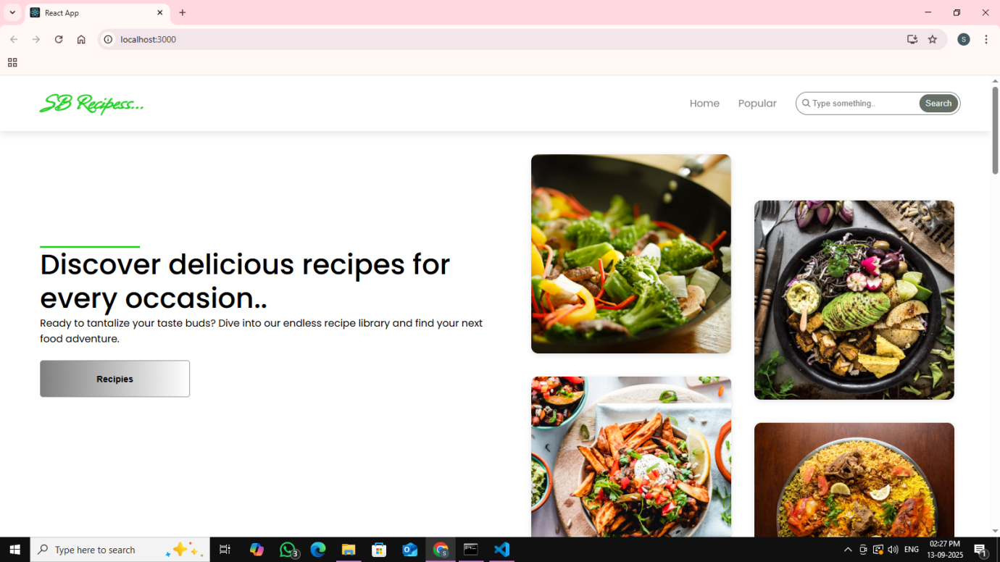 React App
localhost:3000
S
SB Recipess...
Home
Popular
Type something..
Search
Discover delicious recipes for
every occasion..
Ready to tantalize your taste buds? Dive into our endless recipe library and find your next
food adventure.
Recipies
Type here to search
3
S
ENG
02:27 PM
13-09-2025
1